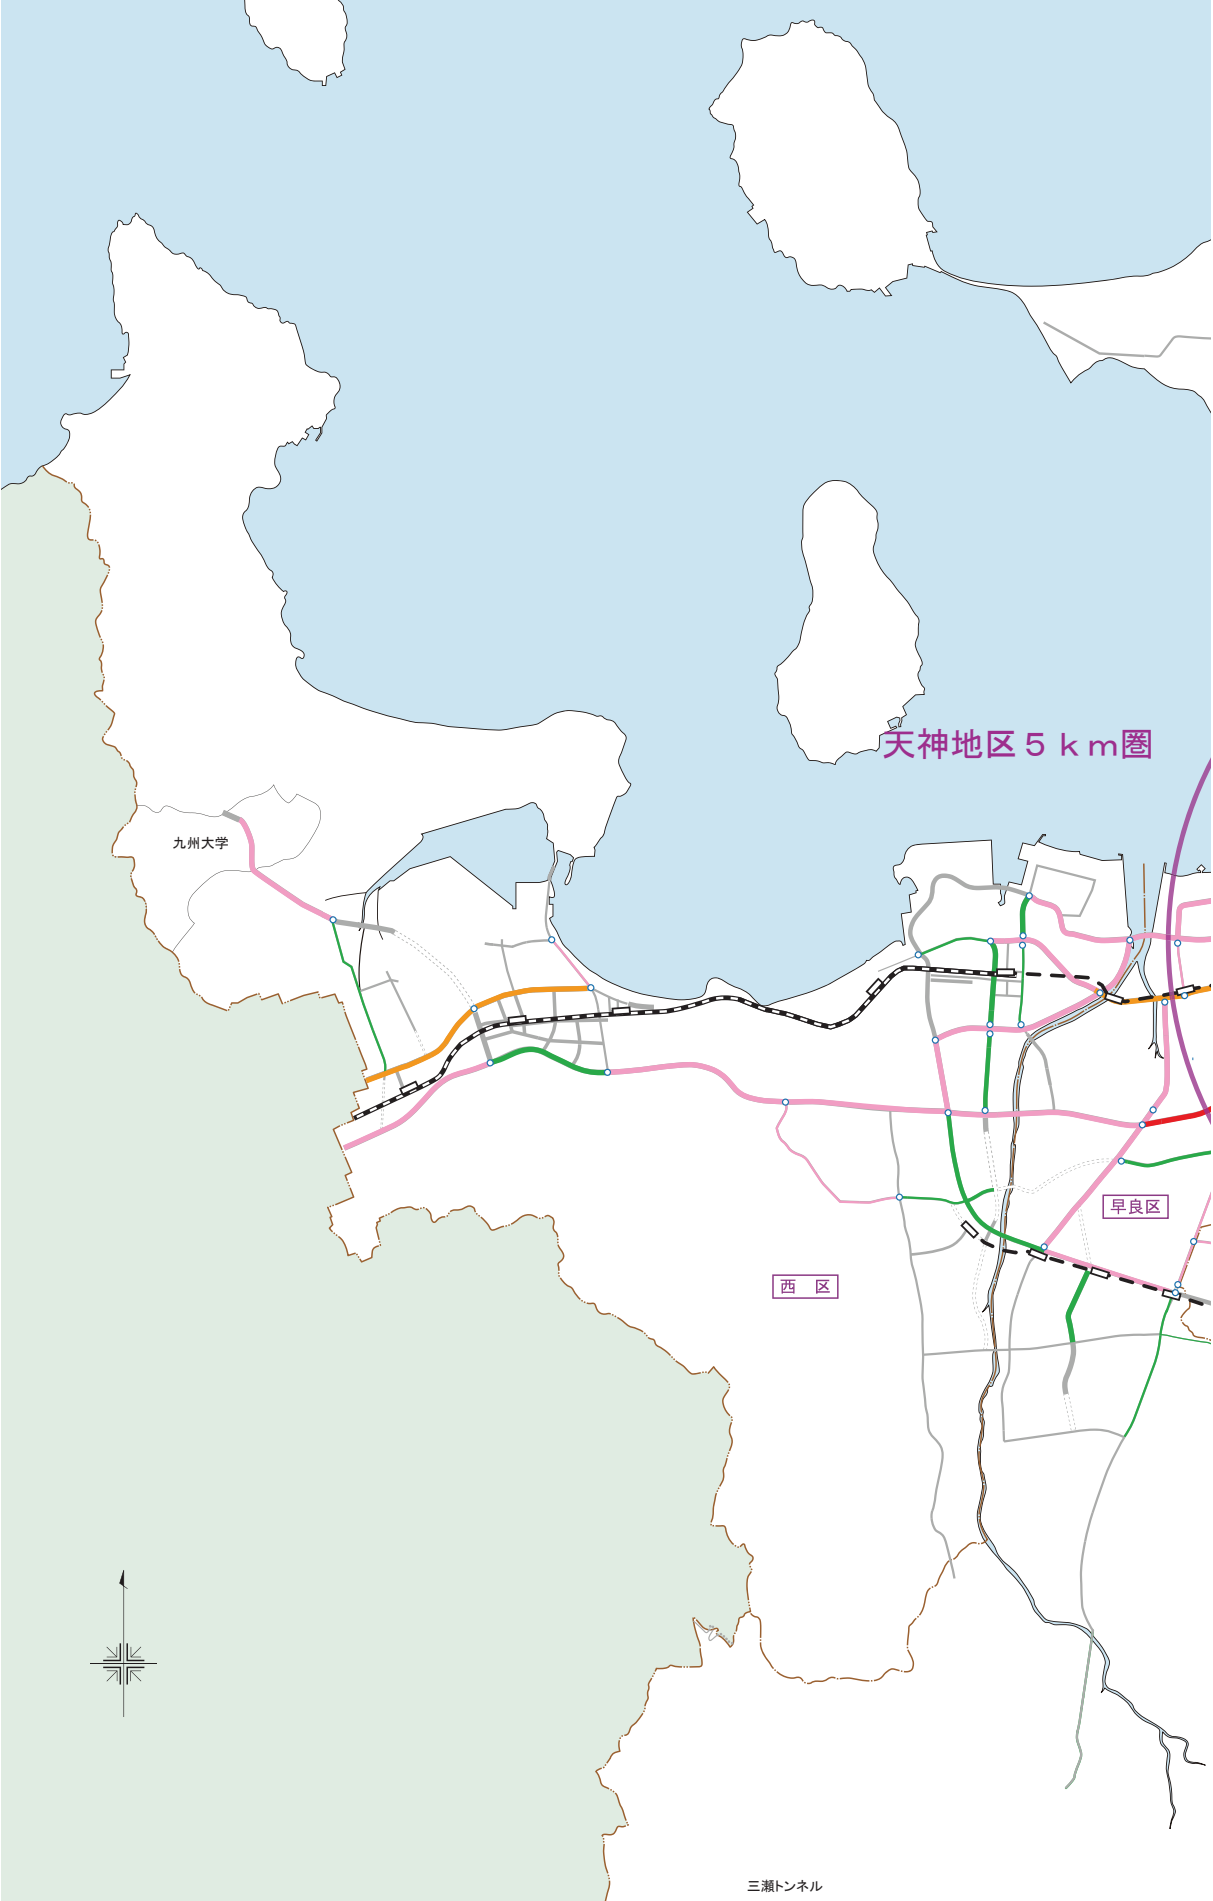 天神地区５ｋｍ圏
九州大学
早良区
西　区
三瀬トンネル